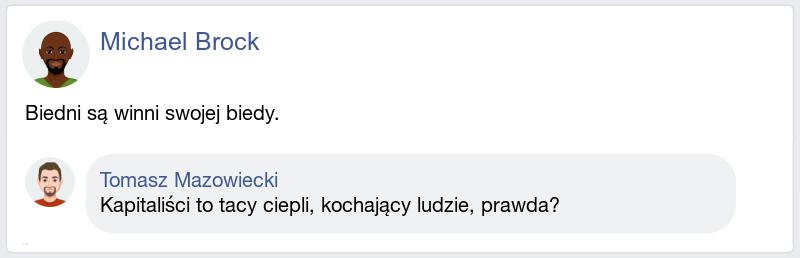 Michael Brock
Biedni są winni swojej biedy.
Tomasz Mazowiecki
Kapitaliści to tacy ciepli, kochający ludzie, prawda?